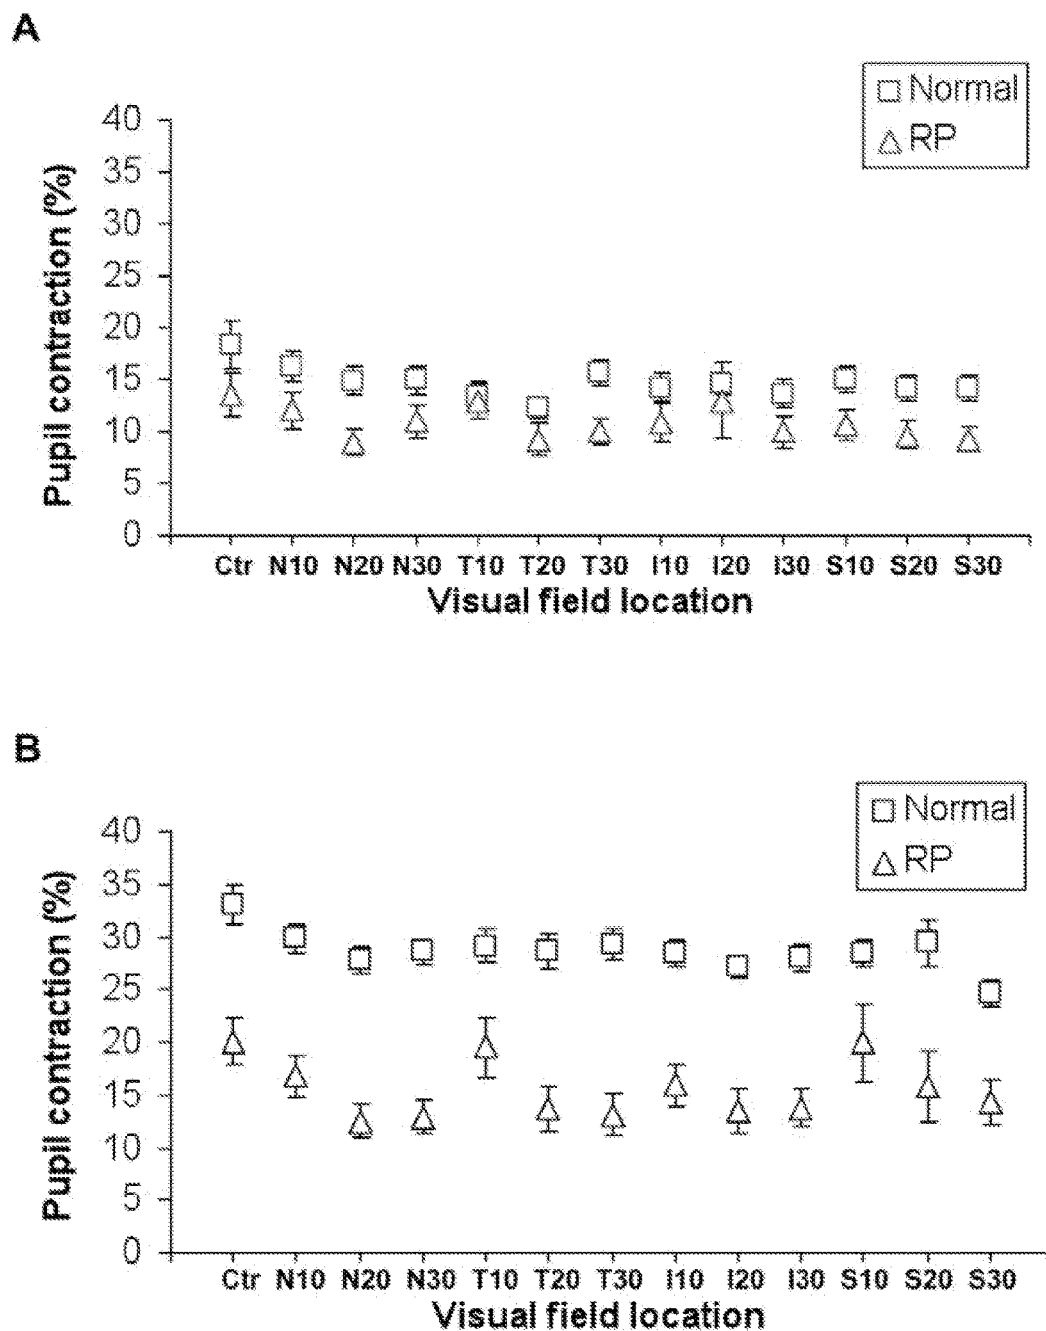 A
Normal
RP
40
35
30
25
20
15
10
5
0
Pupil contraction (%)
Ctr N10 N20 N30 T10 T20 T30 I10 I20 I30 S10 S20 S30
Visual field location
B
Normal
RP
40
35
30
25
20
15
10
5
0
Pupil contraction (%)
Ctr N10 N20 N30 T10 T20 T30 I10 I20 I30 S10 S20 S30
Visual field location